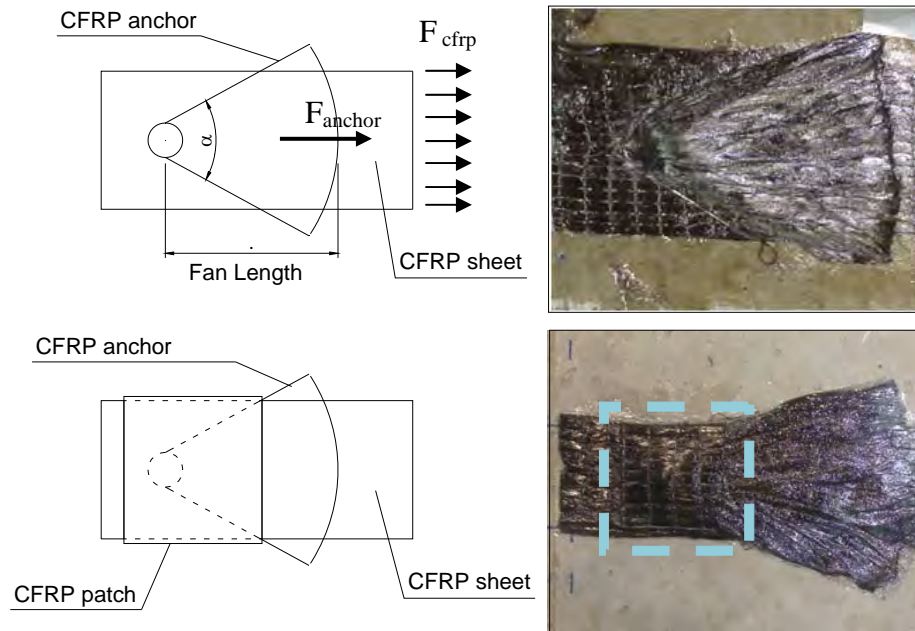 CFRP anchor
F cfrp
F anchor
α
Fan Length
CFRP sheet
CFRP anchor
CFRP patch
CFRP sheet